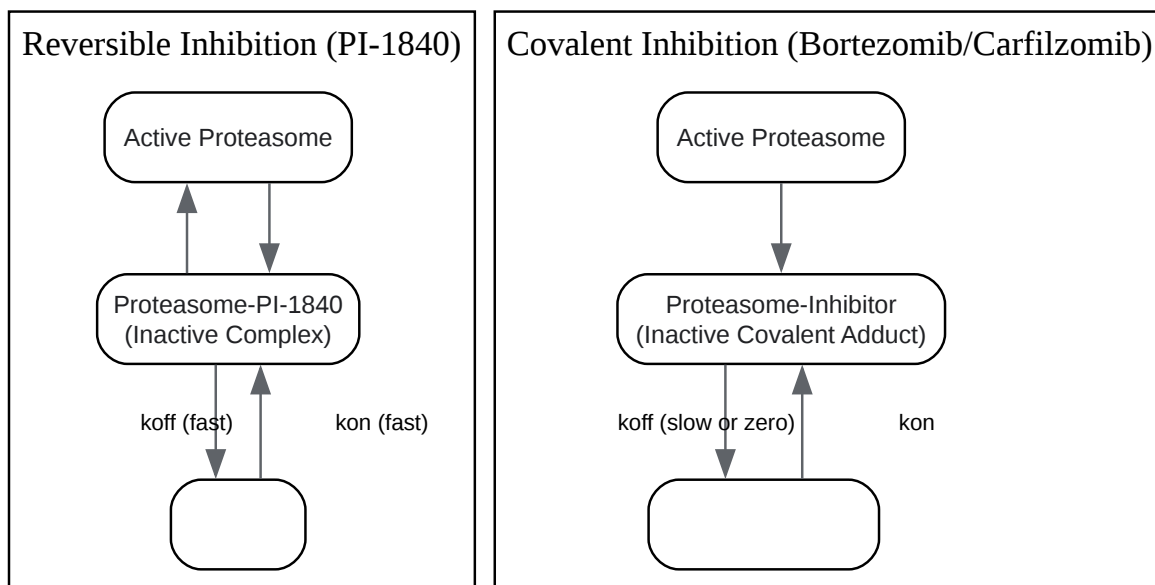 Reversible Inhibition (PI-1840)
Active Proteasome
Proteasome-PI-1840
(Inactive Complex)
koff (fast)
kon (fast)
Covalent Inhibition (Bortezomib/Carfilzomib)
Active Proteasome
Proteasome-Inhibitor
(Inactive Covalent Adduct)
koff (slow or zero)
kon